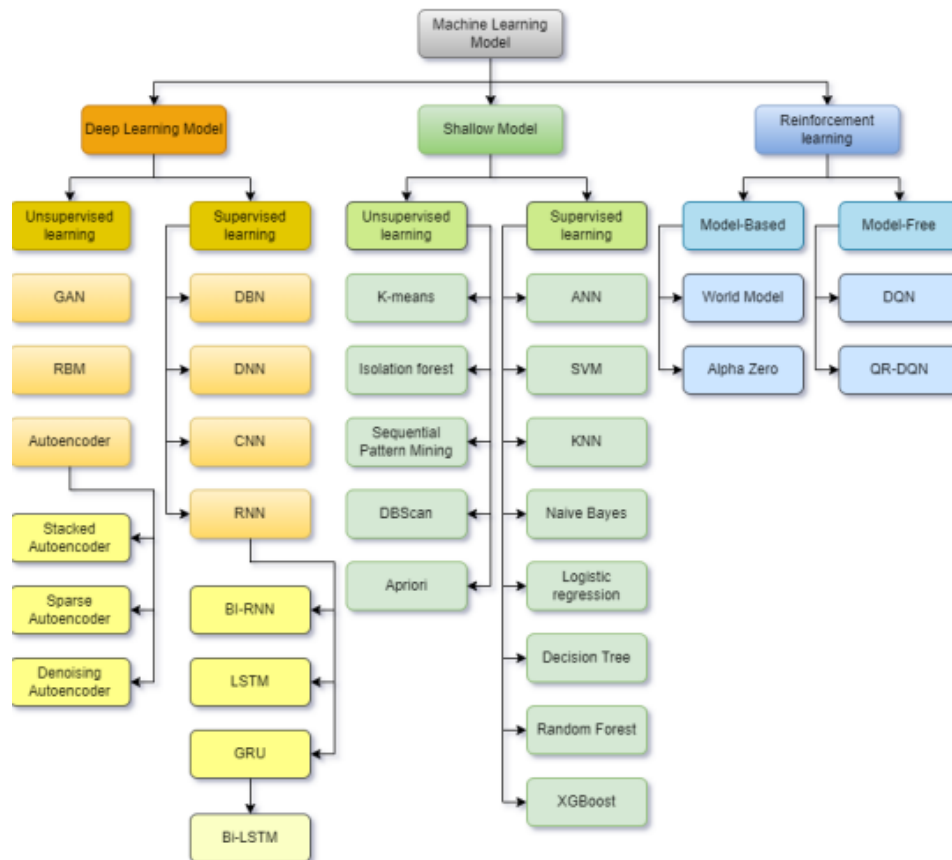 Machine Learning
Model
Deep Learning Model
Shallow Model
Reinforcement
learning
Unsupervised
learning
Supervised
learning
Unsupervised
learning
Supervised
learning
Model-Based
Model-Free
GAN
DBN
K-means
ANN
World Model
DQN
RBM
DNN
Isolation forest
SVM
Alpha Zero
QR-DQN
Autoencoder
CNN
Sequential
Pattern Mining
KNN
Stacked
Autoencoder
RNN
DBScan
Naive Bayes
Sparse
Autoencoder
BI-RNN
Apriori
Logistic
regression
Denoising
Autoencoder
LSTM
Decision Tree
GRU
Random Forest
Bi-LSTM
XGBoost